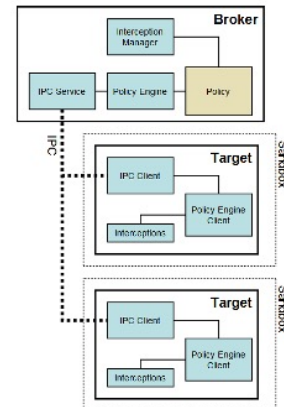 Broker
Interception
Manager
IPC Service
Policy Engine
Policy
IPC
Sandbox
Target
IPC Client
Policy Engine
Client
Interceptions
Sandbox
Target
IPC Client
Policy Engine
Client
Interceptions